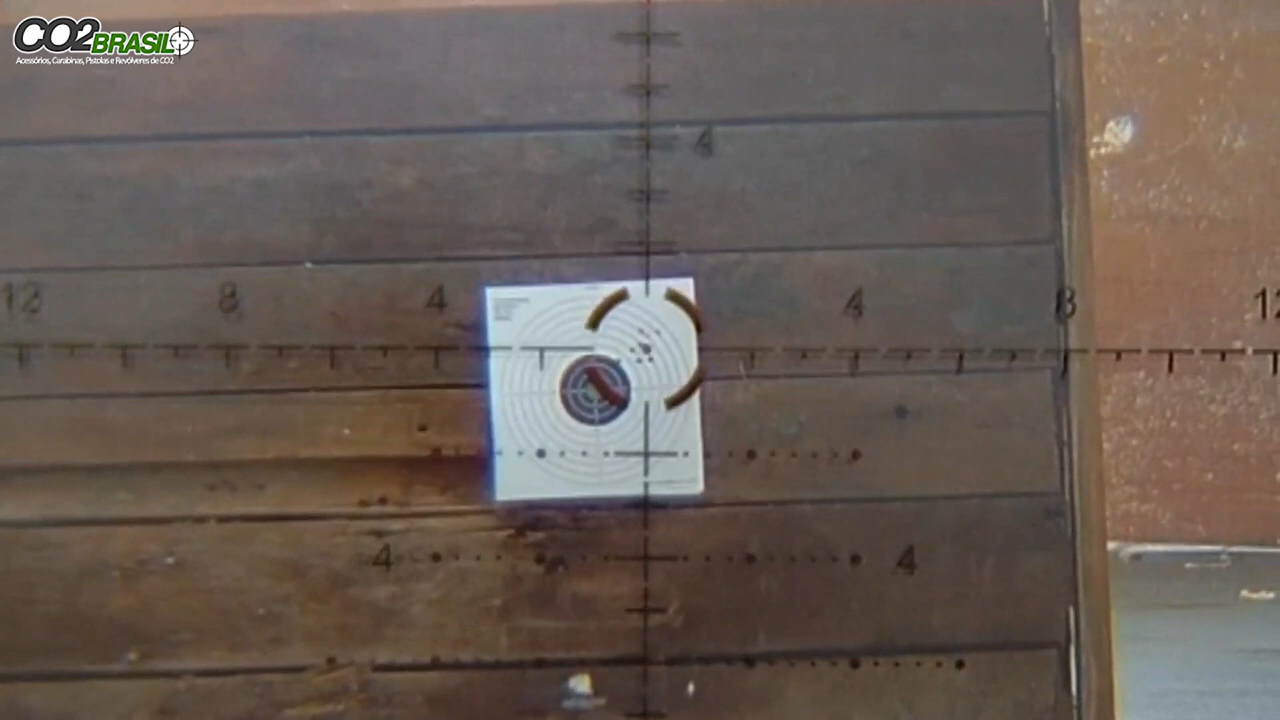 CO2BRASIL
Acessórios, Carabinas, Pistolas e Revólveres de CO2
4
12 8 4 4 8 12
4 4